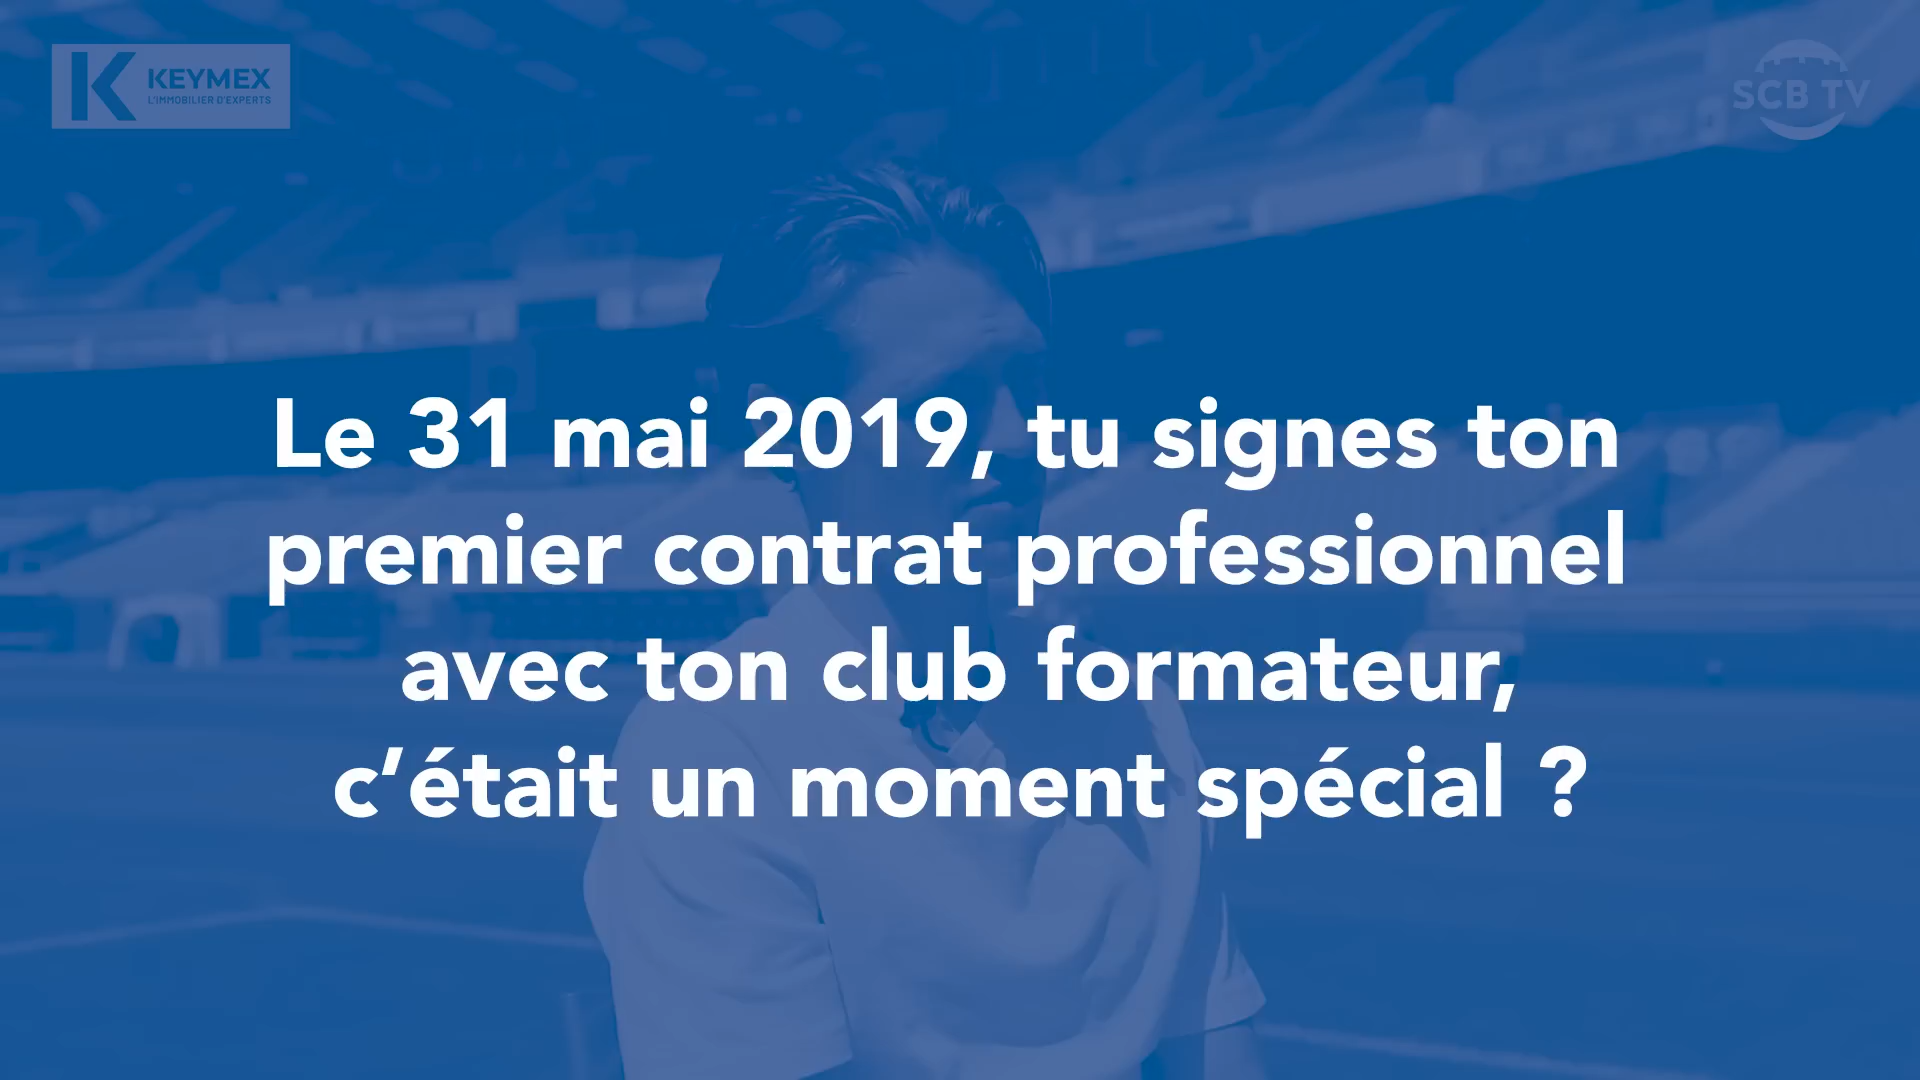 KEYMEX
L'IMMOBILIER D'EXPERTS
SCB TV
Le 31 mai 2019, tu signes ton
premier contrat professionnel
avec ton club formateur,
c’était un moment spécial ?